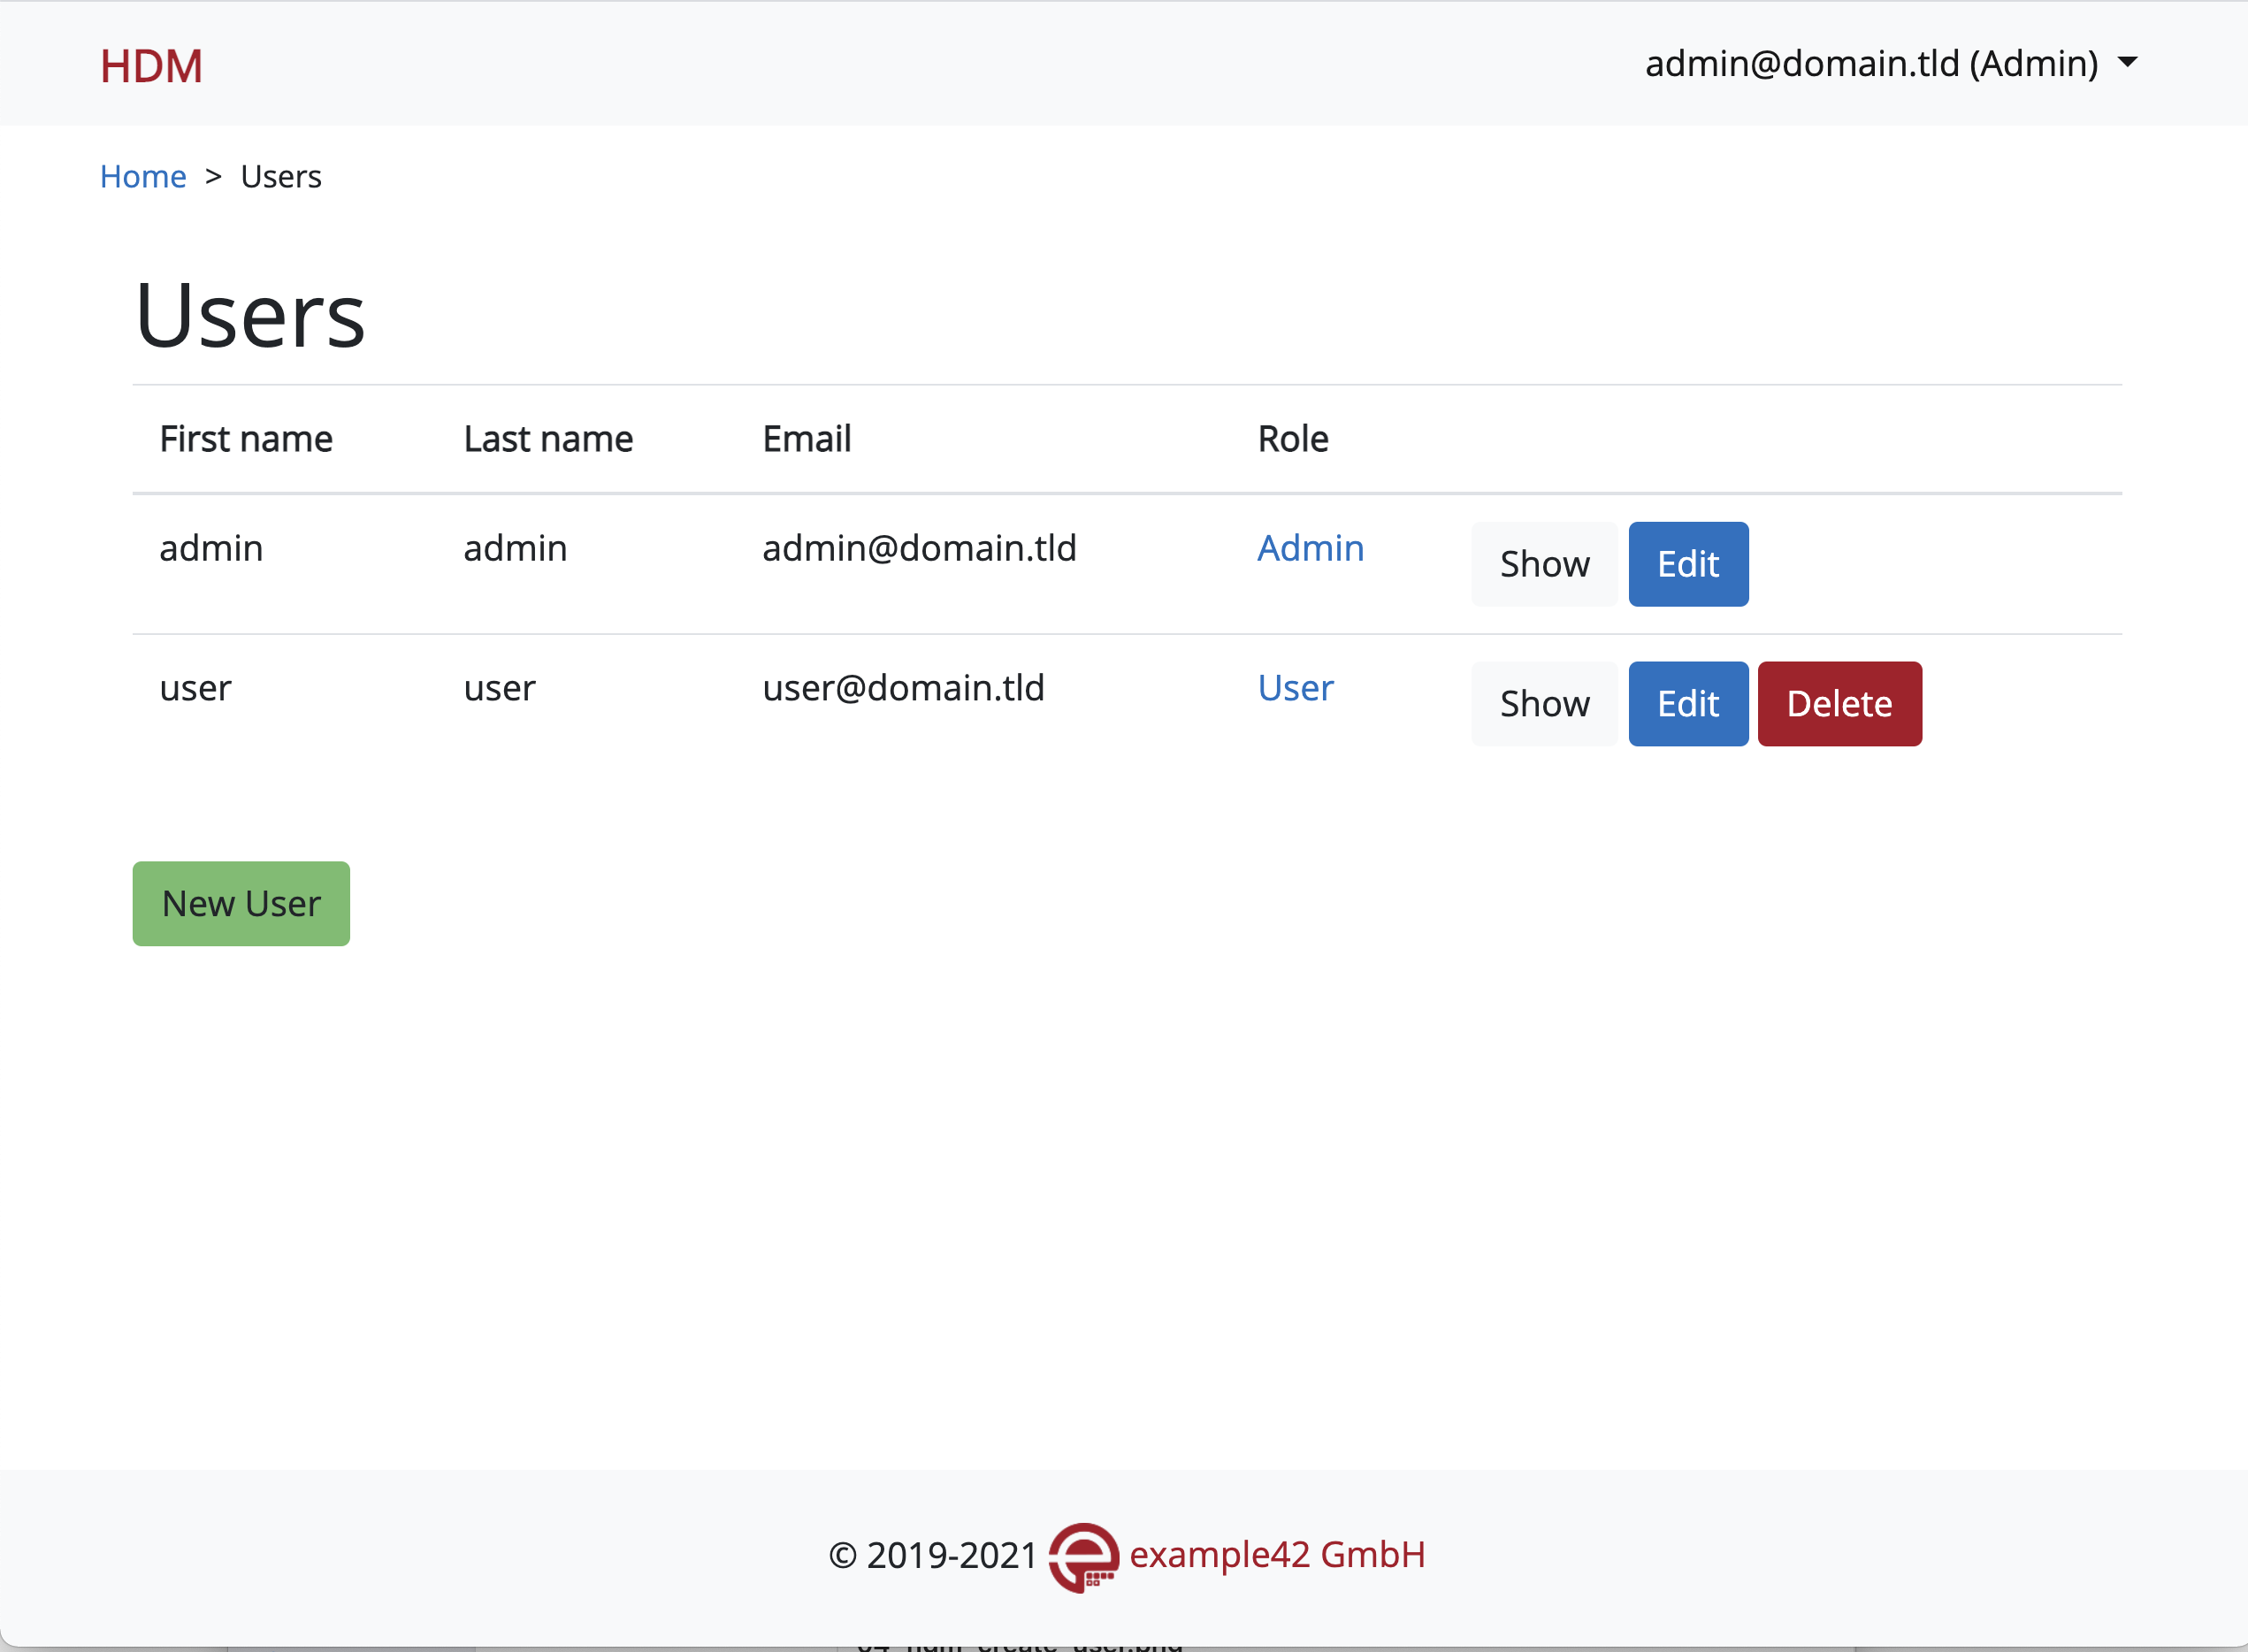 HDM
admin@domain.tld (Admin)
Home > Users
Users
First name Last name Email Role
admin admin admin@domain.tld Admin Show Edit
user user user@domain.tld User Show Edit Delete
New User
© 2019-2021 example42 GmbH